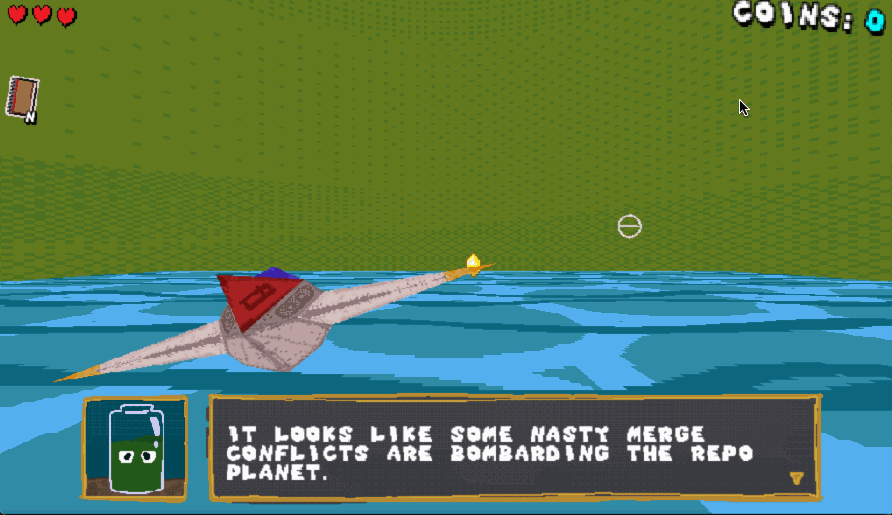 COINS: 0
N
IT LOOKS LIKE SOME NASTY MERGE
CONFLICTS ARE BOMBARDING THE REPO
PLANET.